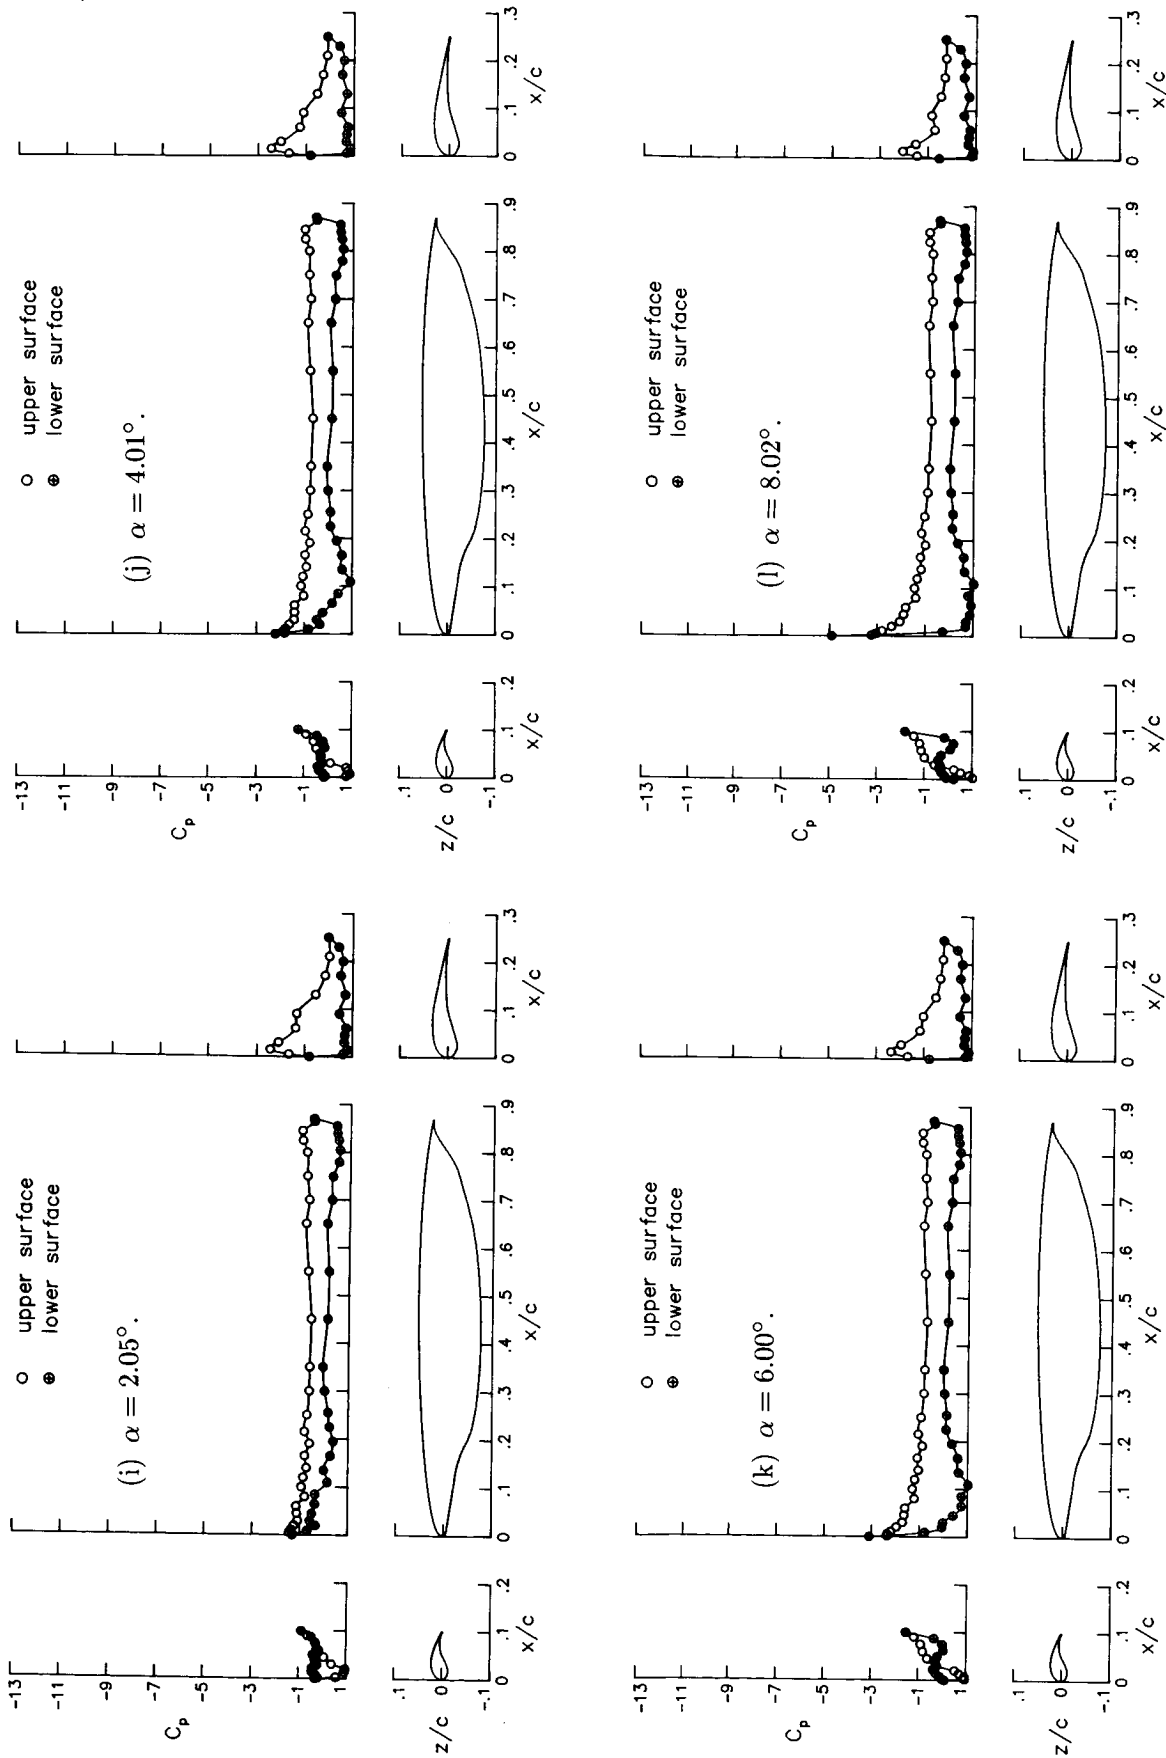 upper surface
lower surface
(i) α = 2.05°.
-13
-11
-9
-7
-5
-3
-1
1
Cp
.1
0
-.1
z/c
0 .1 .2
x/c
0 .1 .2 .3 .4 .5 .6 .7 .8 .9
x/c
0 .1 .2 .3
x/c
upper surface
lower surface
(j) α = 4.01°.
-13
-11
-9
-7
-5
-3
-1
1
Cp
.1
0
-.1
z/c
0 .1 .2
x/c
0 .1 .2 .3 .4 .5 .6 .7 .8 .9
x/c
0 .1 .2 .3
x/c
upper surface
lower surface
(k) α = 6.00°.
-13
-11
-9
-7
-5
-3
-1
1
Cp
.1
0
-.1
z/c
0 .1 .2
x/c
0 .1 .2 .3 .4 .5 .6 .7 .8 .9
x/c
0 .1 .2 .3
x/c
upper surface
lower surface
(l) α = 8.02°.
-13
-11
-9
-7
-5
-3
-1
1
Cp
.1
0
-.1
z/c
0 .1 .2
x/c
0 .1 .2 .3 .4 .5 .6 .7 .8 .9
x/c
0 .1 .2 .3
x/c